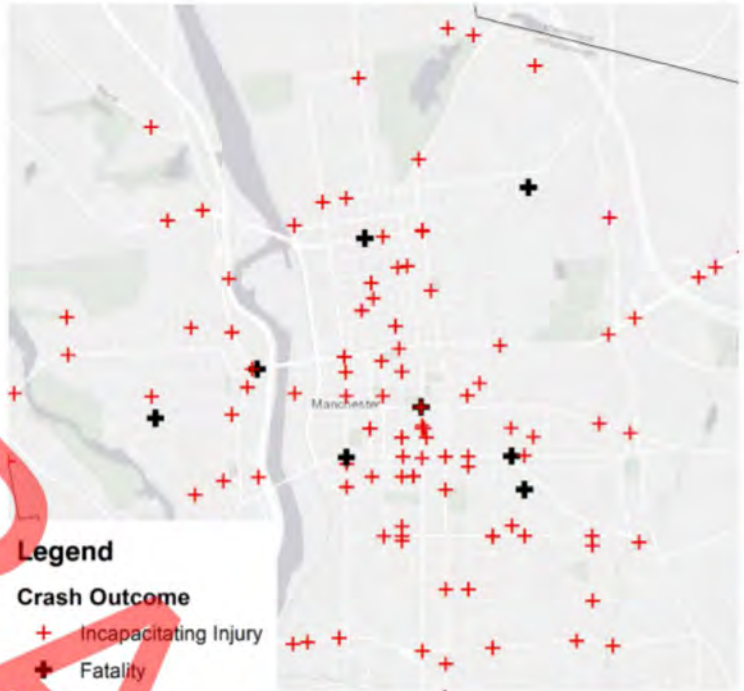 Manchester
Legend
Crash Outcome
Incapacitating Injury
Fatality